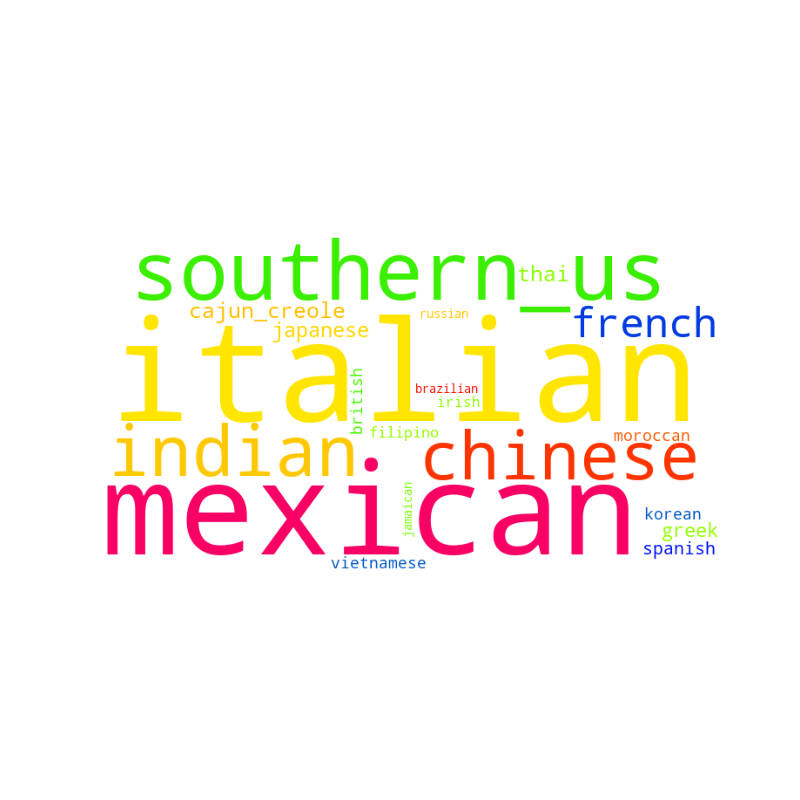 southern_us
thai
cajun_creole
russian
french
japanese
italian
british
brazilian
irish
filipino
indian
chinese
moroccan
mexican
jamaican
korean
greek
spanish
vietnamese